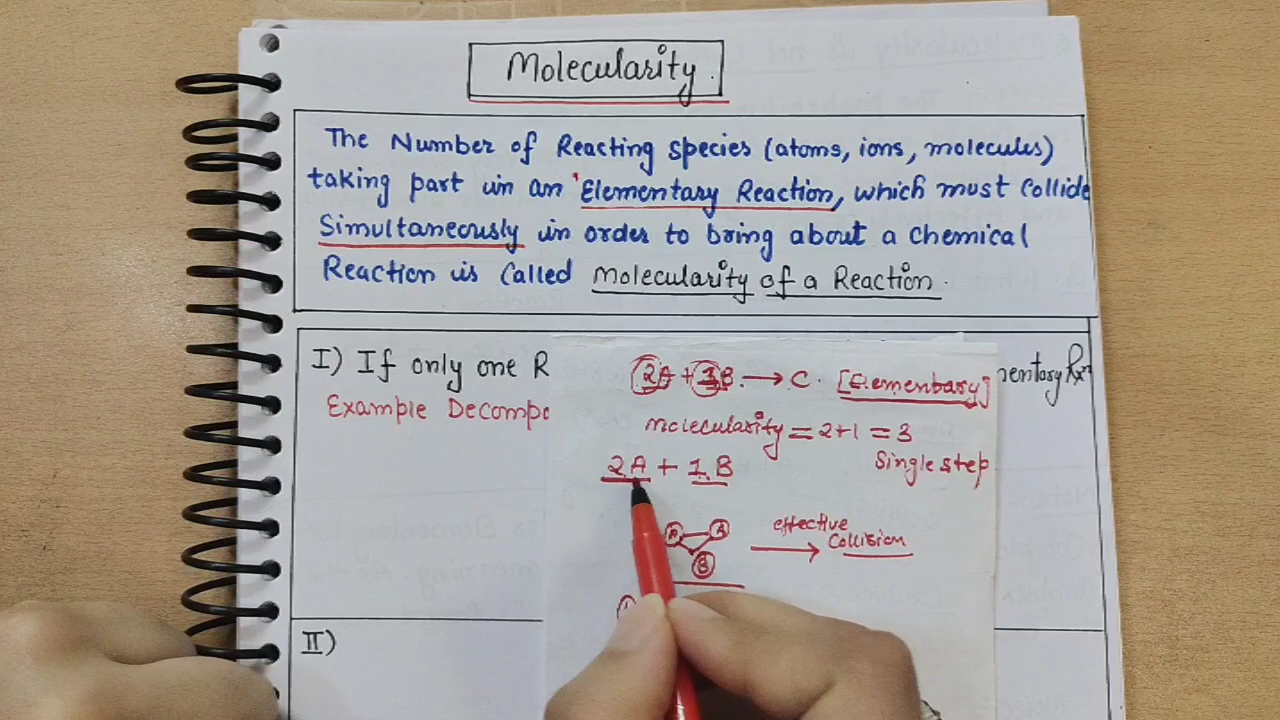 Molecularity.
The Number of Reacting species (atoms, ions, molecules)
taking part in an Elementary Reaction, which must Collide
Simultaneously in order to bring about a Chemical
Reaction is Called Molecularity of a Reaction.
I) If only one R
Example Decompo
mentary Rxⁿ
2A + 1B. → C. [Elementary]
Molecularity = 2+1 = 3
Single step
2A + 1B
A A B
effective
Collision
II)